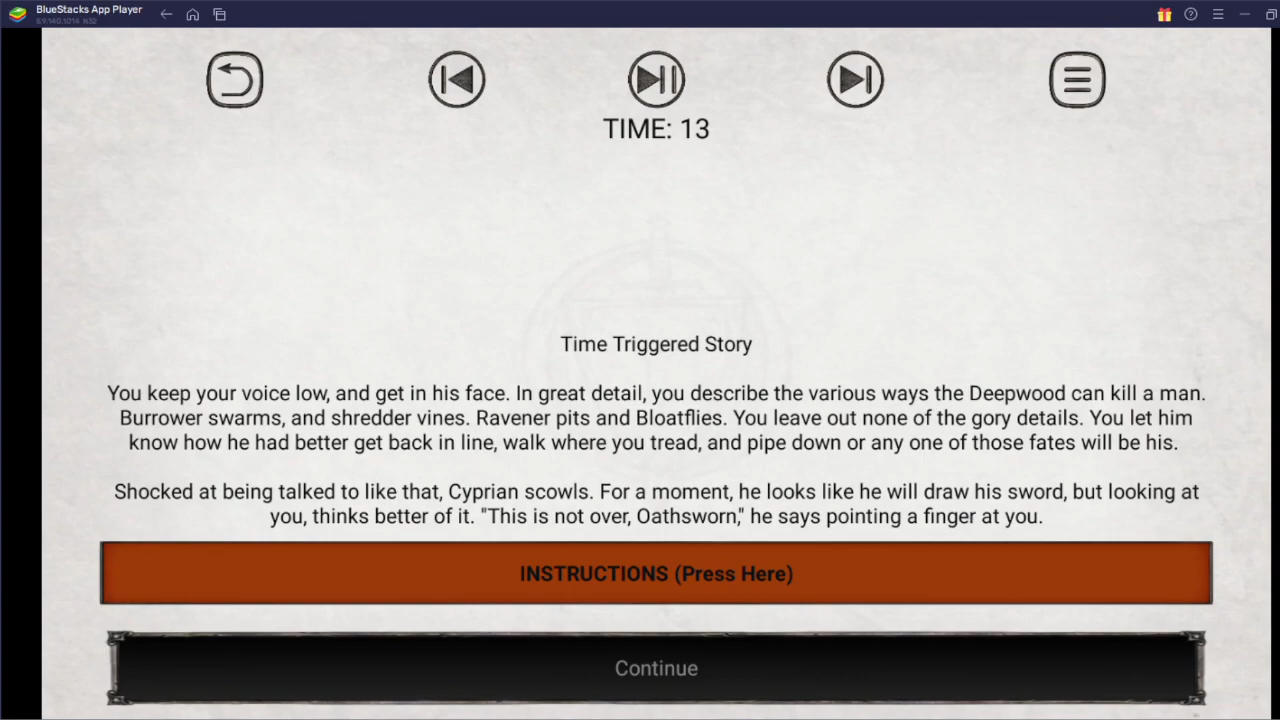 BlueStacks App Player
5.9.140.1014 N32
TIME: 13
Time Triggered Story
You keep your voice low, and get in his face. In great detail, you describe the various ways the Deepwood can kill a man.
Burrower swarms, and shredder vines. Ravener pits and Bloatflies. You leave out none of the gory details. You let him
know how he had better get back in line, walk where you tread, and pipe down or any one of those fates will be his.
Shocked at being talked to like that, Cyprian scowls. For a moment, he looks like he will draw his sword, but looking at
you, thinks better of it. "This is not over, Oathsworn," he says pointing a finger at you.
INSTRUCTIONS (Press Here)
Continue